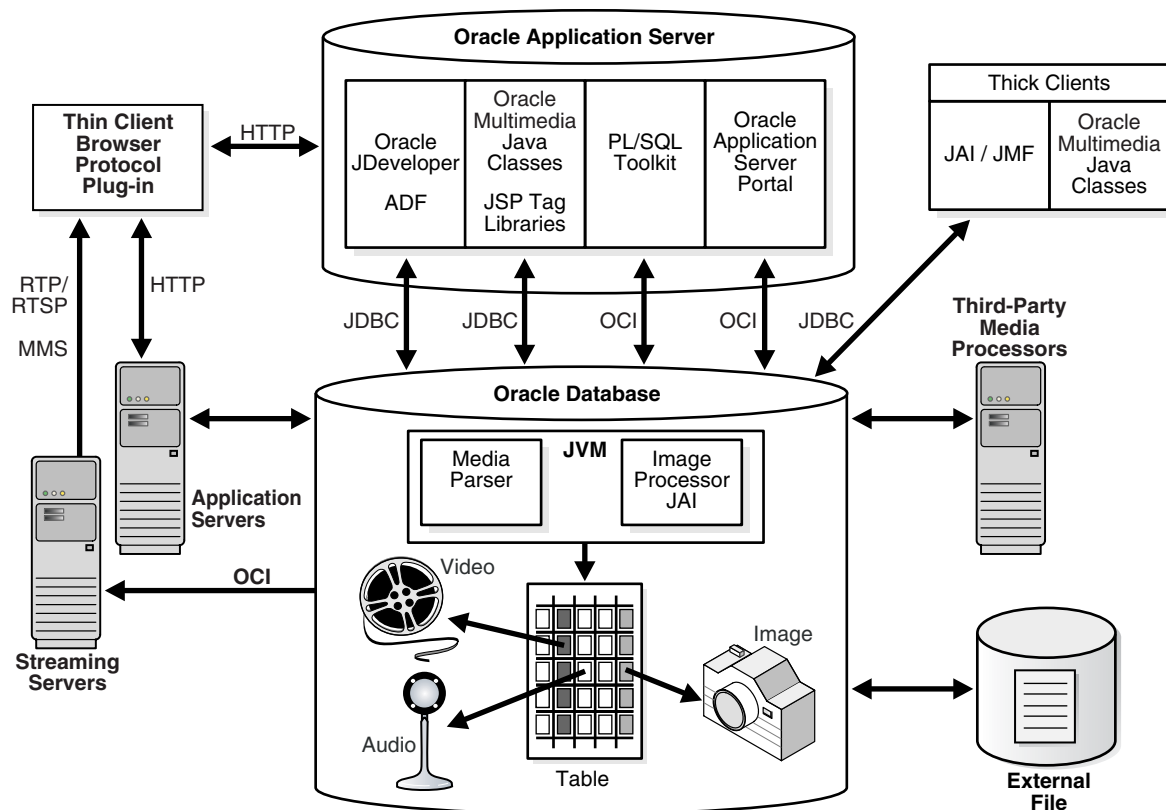 Oracle Application Server
Oracle
JDeveloper
ADF
Oracle
Multimedia
Java
Classes
JSP Tag
Libraries
PL/SQL
Toolkit
Oracle
Application
Server
Portal
Thick Clients
JAI / JMF
Oracle
Multimedia
Java
Classes
Thin Client
Browser
Protocol
Plug-in
HTTP
RTP/
RTSP
MMS
HTTP
JDBC
JDBC
OCI
OCI
JDBC
Third-Party
Media
Processors
Oracle Database
JVM
Media
Parser
Image
Processor
JAI
Application
Servers
OCI
Streaming
Servers
Video
Image
Audio
Table
External
File